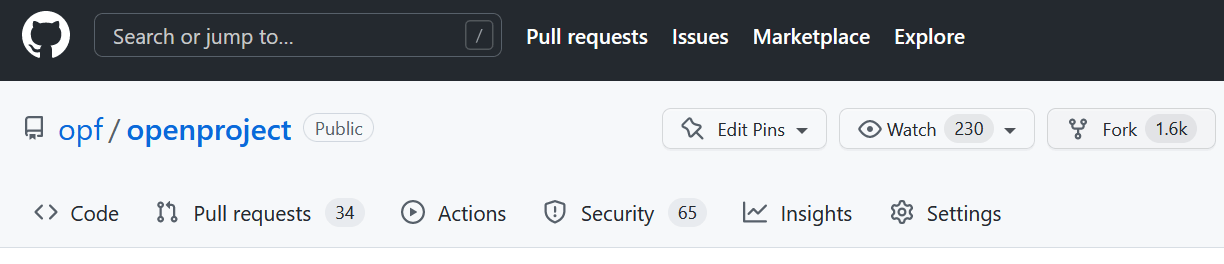 Search or jump to... / Pull requests Issues Marketplace Explore
opf / openproject Public Edit Pins Watch 230 Fork 1.6k
Code Pull requests 34 Actions Security 65 Insights Settings